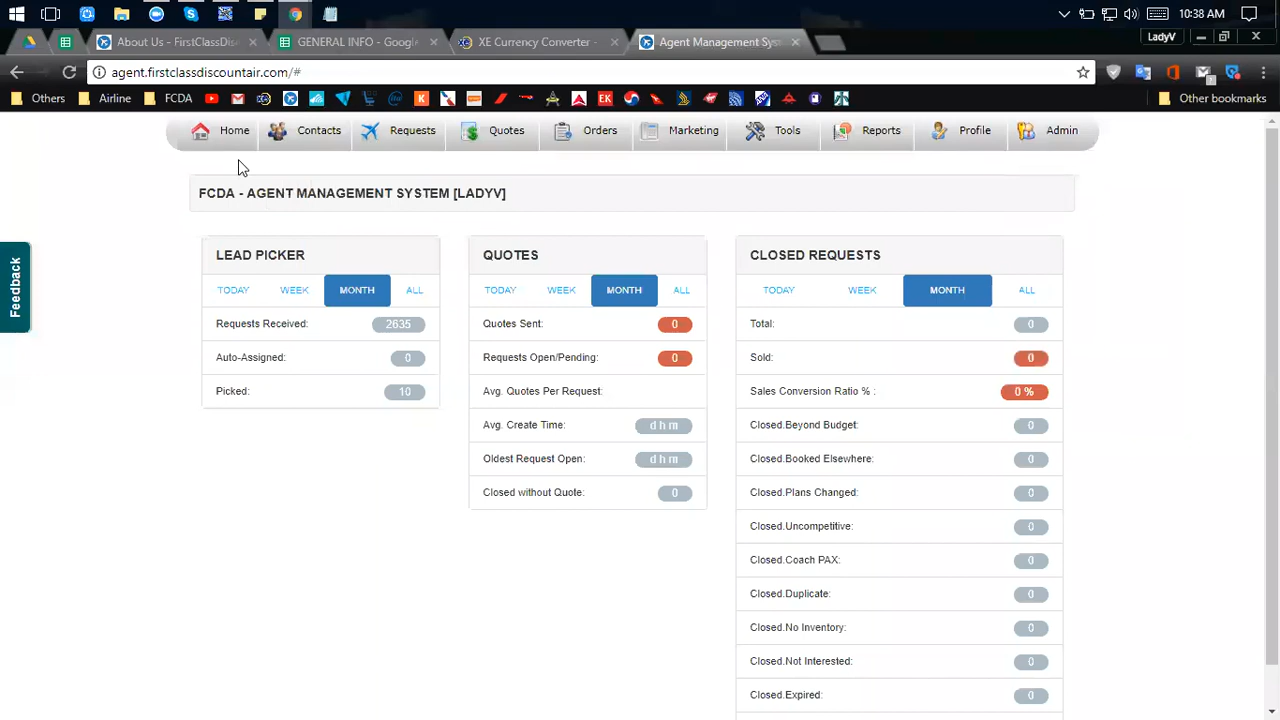 10:38 AM
About Us - FirstClassDis
GENERAL INFO - Google
XE Currency Converter -
Agent Management Sys
LadyV
agent.firstclassdiscountair.com/#
Others
Airline
FCDA
EK
Other bookmarks
Home
Contacts
Requests
Quotes
Orders
Marketing
Tools
Reports
Profile
Admin
FCDA - AGENT MANAGEMENT SYSTEM [LADYV]
Feedback
LEAD PICKER
TODAY WEEK MONTH ALL
Requests Received: 2635
Auto-Assigned: 0
Picked: 10
QUOTES
TODAY WEEK MONTH ALL
Quotes Sent: 0
Requests Open/Pending: 0
Avg. Quotes Per Request:
Avg. Create Time: d h m
Oldest Request Open: d h m
Closed without Quote: 0
CLOSED REQUESTS
TODAY WEEK MONTH ALL
Total: 0
Sold: 0
Sales Conversion Ratio % : 0 %
Closed.Beyond Budget: 0
Closed.Booked Elsewhere: 0
Closed.Plans Changed: 0
Closed.Uncompetitive: 0
Closed.Coach PAX: 0
Closed.Duplicate: 0
Closed.No Inventory: 0
Closed.Not Interested: 0
Closed.Expired: 0